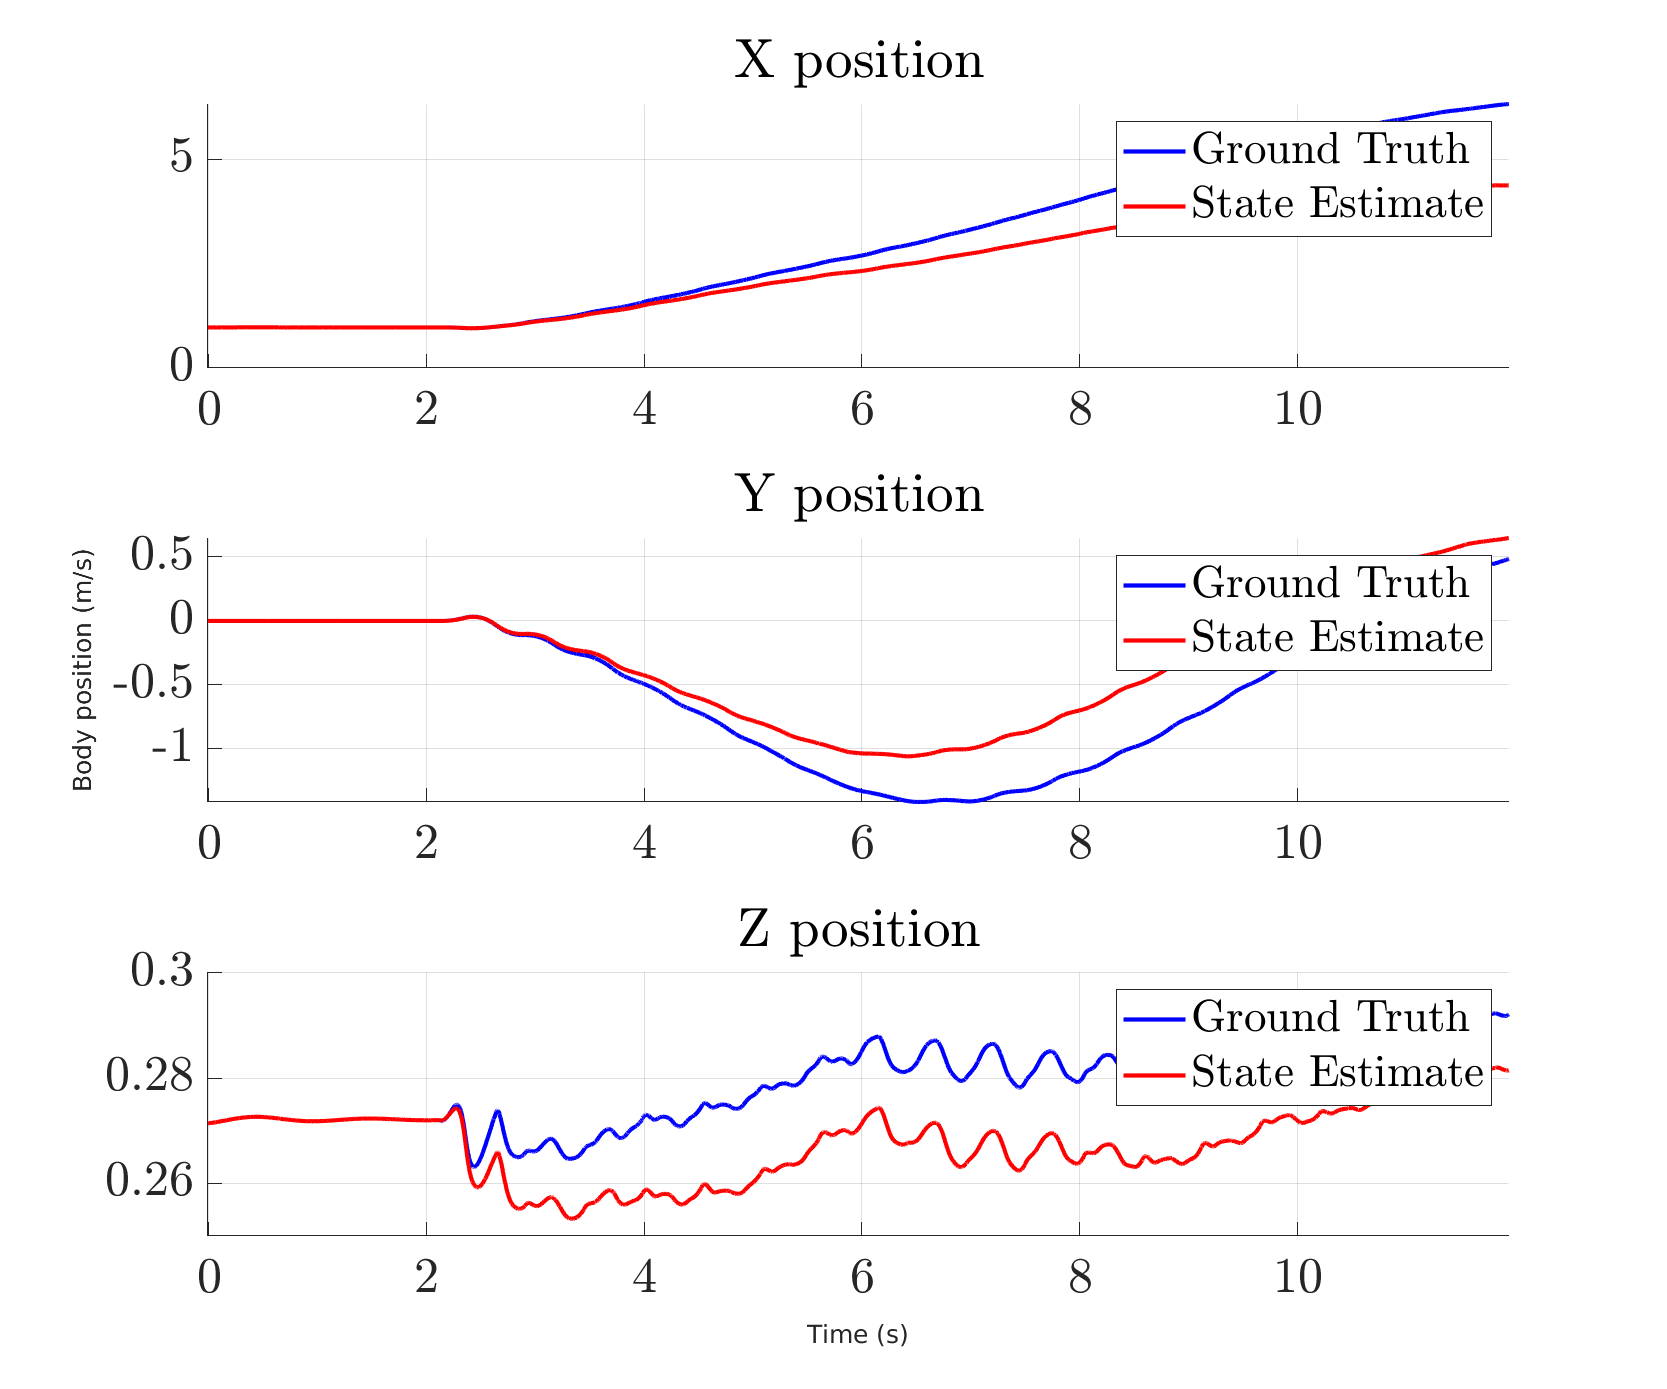 X position
5
0
Ground Truth
State Estimate
0 2 4 6 8 10
Y position
Body position (m/s)
0.5
0
-0.5
-1
Ground Truth
State Estimate
0 2 4 6 8 10
Z position
0.3
0.28
0.26
Ground Truth
State Estimate
0 2 4 6 8 10
Time (s)